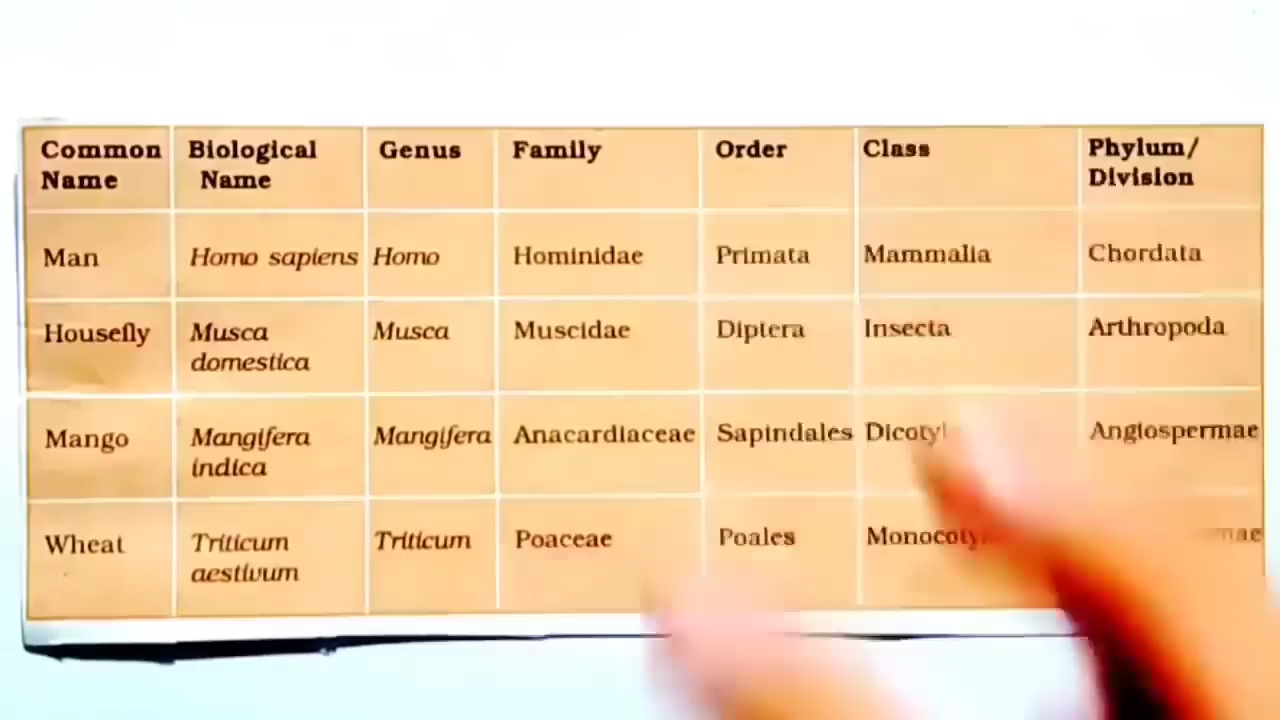 Common Name Biological Name Genus Family Order Class Phylum/ Division
Man Homo sapiens Homo Hominidae Primata Mammalia Chordata
Housefly Musca domestica Musca Muscidae Diptera Insecta Arthropoda
Mango Mangifera indica Mangifera Anacardiaceae Sapindales Angiospermae
Wheat Triticum aestivum Triticum Poaceae Poales